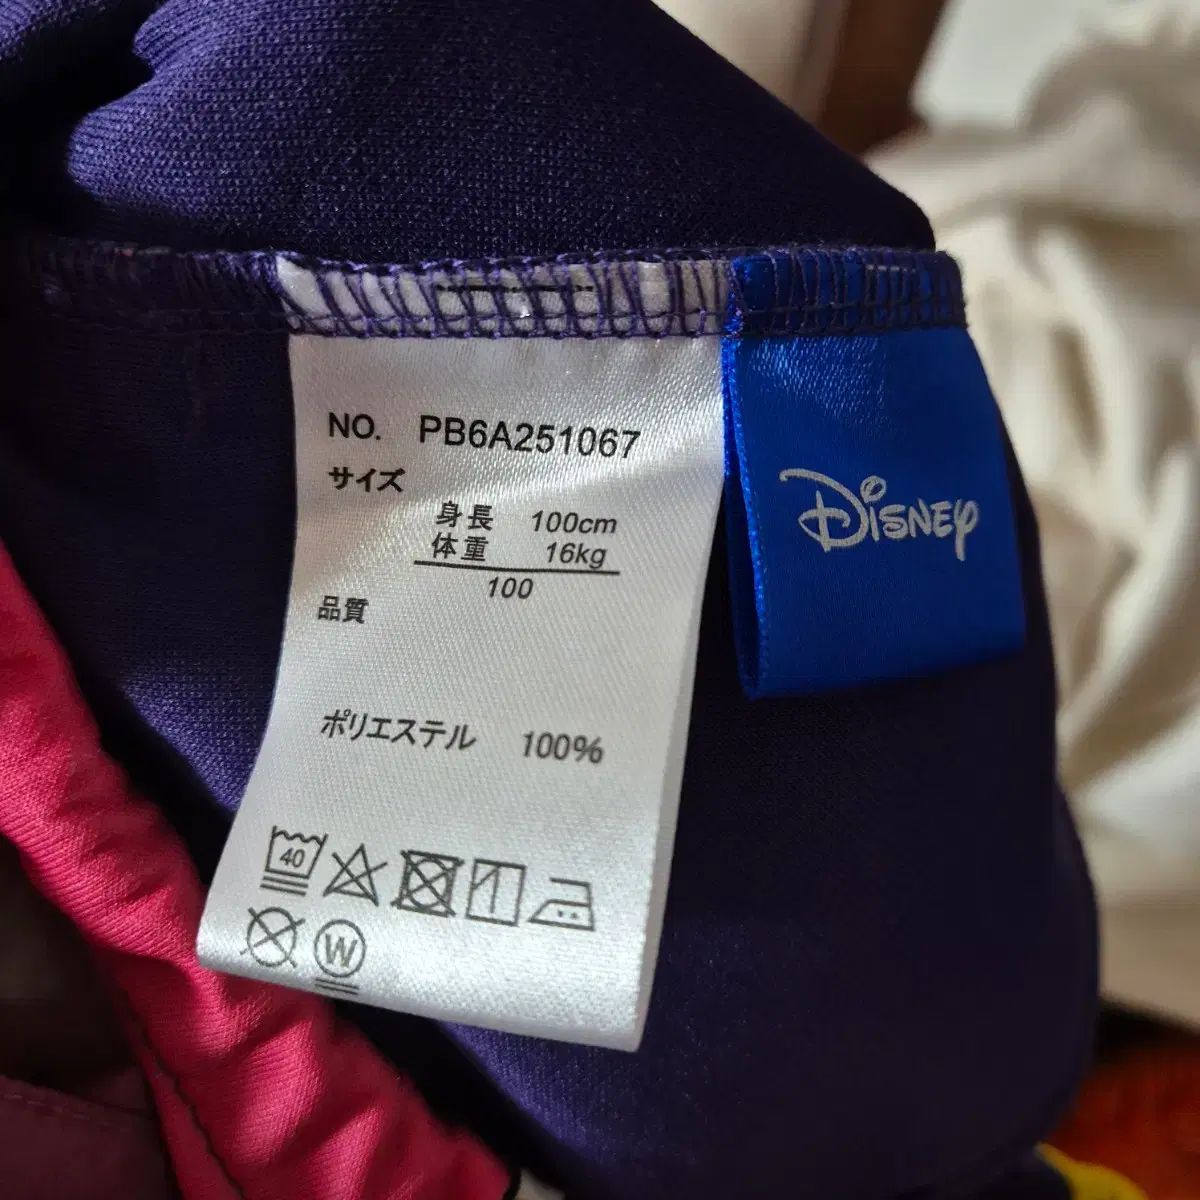 NO. PB6A251067
サイズ
身長 100cm
体重 16kg
100
品質
ポリエステル 100%
40
W
Disney